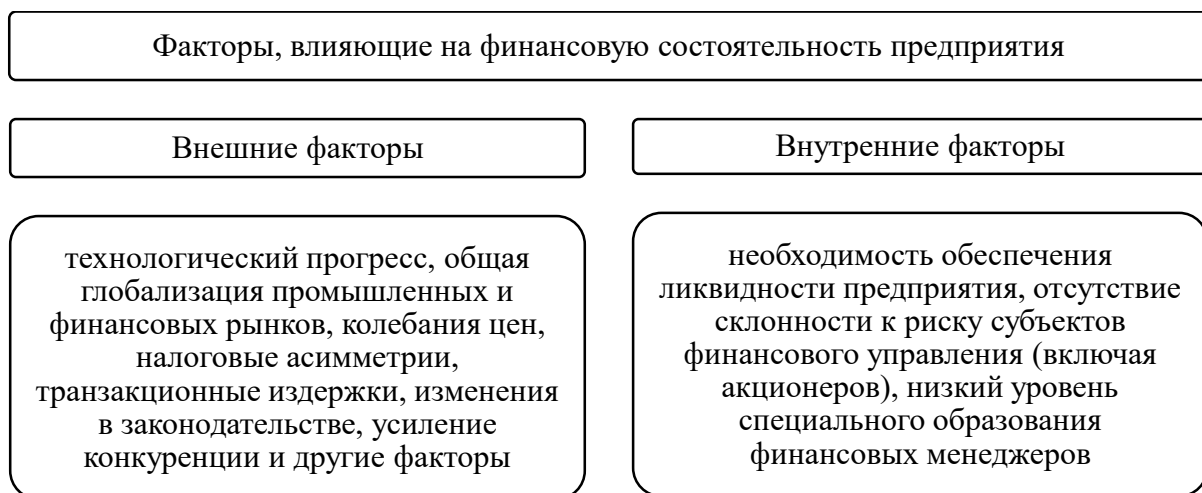 Факторы, влияющие на финансовую состоятельность предприятия
Внешние факторы
Внутренние факторы
технологический прогресс, общая
глобализация промышленных и
финансовых рынков, колебания цен,
налоговые асимметрии,
транзакционные издержки, изменения
в законодательстве, усиление
конкуренции и другие факторы
необходимость обеспечения
ликвидности предприятия, отсутствие
склонности к риску субъектов
финансового управления (включая
акционеров), низкий уровень
специального образования
финансовых менеджеров